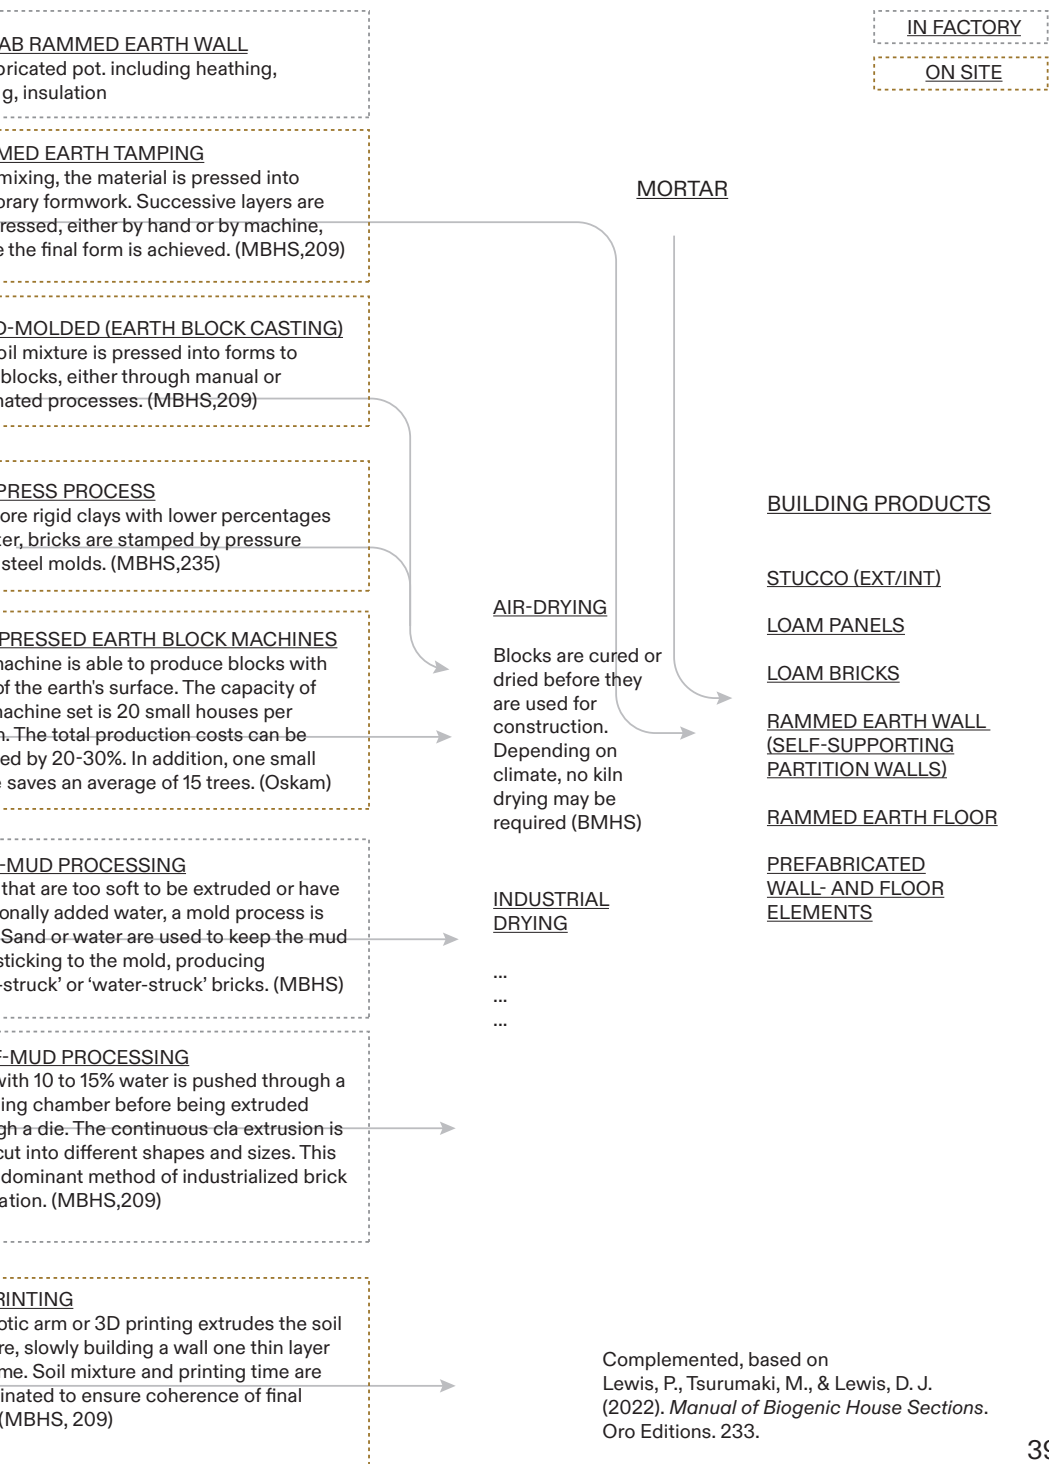 AB RAMMED EARTH WALL
ricated pot. including heathing,
g, insulation
MED EARTH TAMPING
mixing, the material is pressed into
orary formwork. Successive layers are
ressed, either by hand or by machine,
e the final form is achieved. (MBHS,209)
-MOLDED (EARTH BLOCK CASTING)
oil mixture is pressed into forms to
blocks, either through manual or
nated processes. (MBHS,209)
PRESS PROCESS
ore rigid clays with lower percentages
ter, bricks are stamped by pressure
steel molds. (MBHS,235)
PRESSED EARTH BLOCK MACHINES
machine is able to produce blocks with
of the earth's surface. The capacity of
machine set is 20 small houses per
h. The total production costs can be
ed by 20-30%. In addition, one small
e saves an average of 15 trees. (Oskam)
-MUD PROCESSING
that are too soft to be extruded or have
ionally added water, a mold process is
Sand or water are used to keep the mud
sticking to the mold, producing
-struck’ or ‘water-struck’ bricks. (MBHS)
F-MUD PROCESSING
with 10 to 15% water is pushed through a
ing chamber before being extruded
gh a die. The continuous cla extrusion is
cut into different shapes and sizes. This
dominant method of industrialized brick
ation. (MBHS,209)
RINTING
otic arm or 3D printing extrudes the soil
re, slowly building a wall one thin layer
me. Soil mixture and printing time are
inated to ensure coherence of final
(MBHS, 209)
AIR-DRYING
Blocks are cured or
dried before they
are used for
construction.
Depending on
climate, no kiln
drying may be
required (BMHS)
INDUSTRIAL
DRYING
...
...
...
MORTAR
IN FACTORY
ON SITE
BUILDING PRODUCTS
STUCCO (EXT/INT)
LOAM PANELS
LOAM BRICKS
RAMMED EARTH WALL
(SELF-SUPPORTING
PARTITION WALLS)
RAMMED EARTH FLOOR
PREFABRICATED
WALL- AND FLOOR
ELEMENTS
Complemented, based on
Lewis, P., Tsurumaki, M., & Lewis, D. J.
(2022). Manual of Biogenic House Sections.
Oro Editions. 233.
39